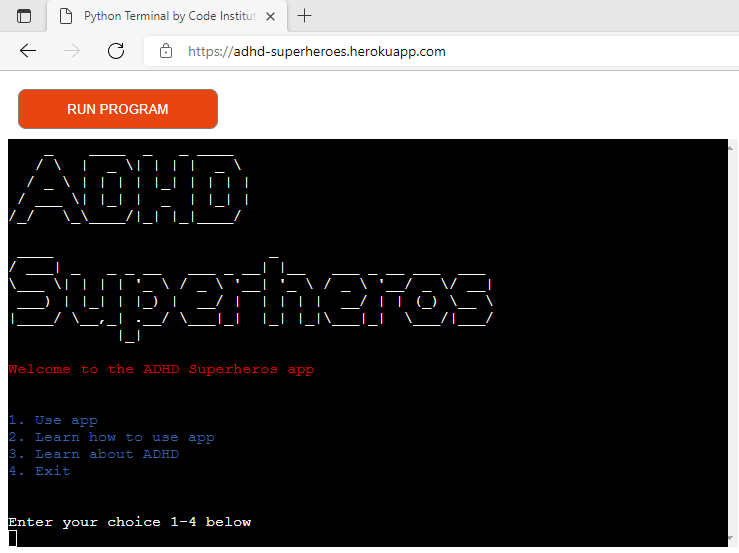 Python Terminal by Code Institut
https://adhd-superheroes.herokuapp.com
RUN PROGRAM
ADHD
Superheros
Welcome to the ADHD Superheros app
1. Use app
2. Learn how to use app
3. Learn about ADHD
4. Exit
Enter your choice 1-4 below